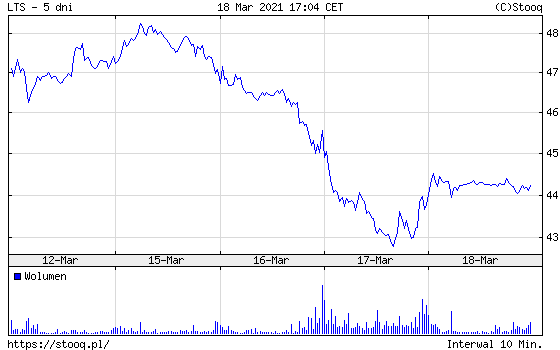 LTS - 5 dni 18 Mar 2021 17:04 CET (C)Stooq
48
47
46
45
44
43
12-Mar 15-Mar 16-Mar 17-Mar 18-Mar
Wolumen
https://stooq.pl/ Interwal 10 Min.